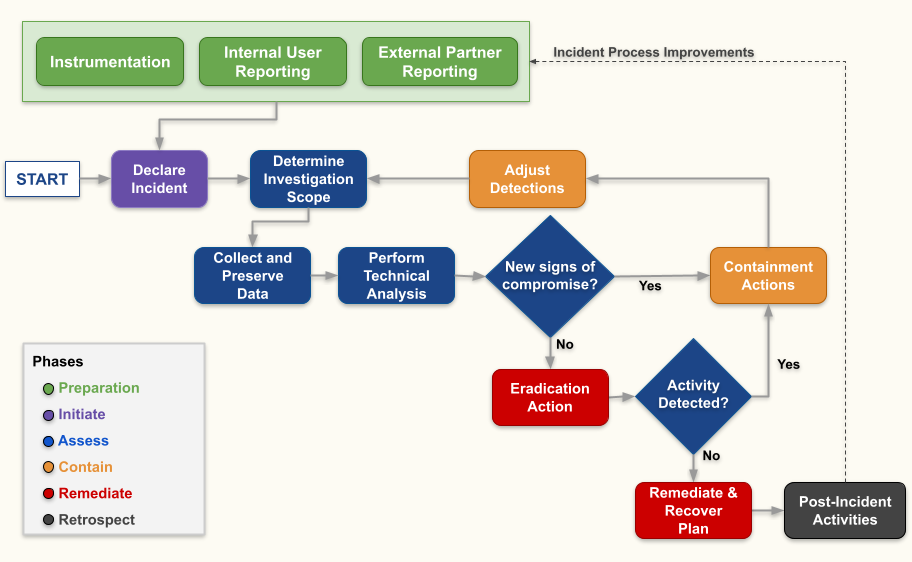 Instrumentation
Internal User
Reporting
External Partner
Reporting
Incident Process Improvements
START
Declare
Incident
Determine
Investigation
Scope
Adjust
Detections
Collect and
Preserve
Data
Perform
Technical
Analysis
New signs of
compromise?
Yes
Containment
Actions
No
Eradication
Action
Activity
Detected?
Yes
No
Remediate &
Recover
Plan
Post-Incident
Activities
Phases
Preparation
Initiate
Assess
Contain
Remediate
Retrospect